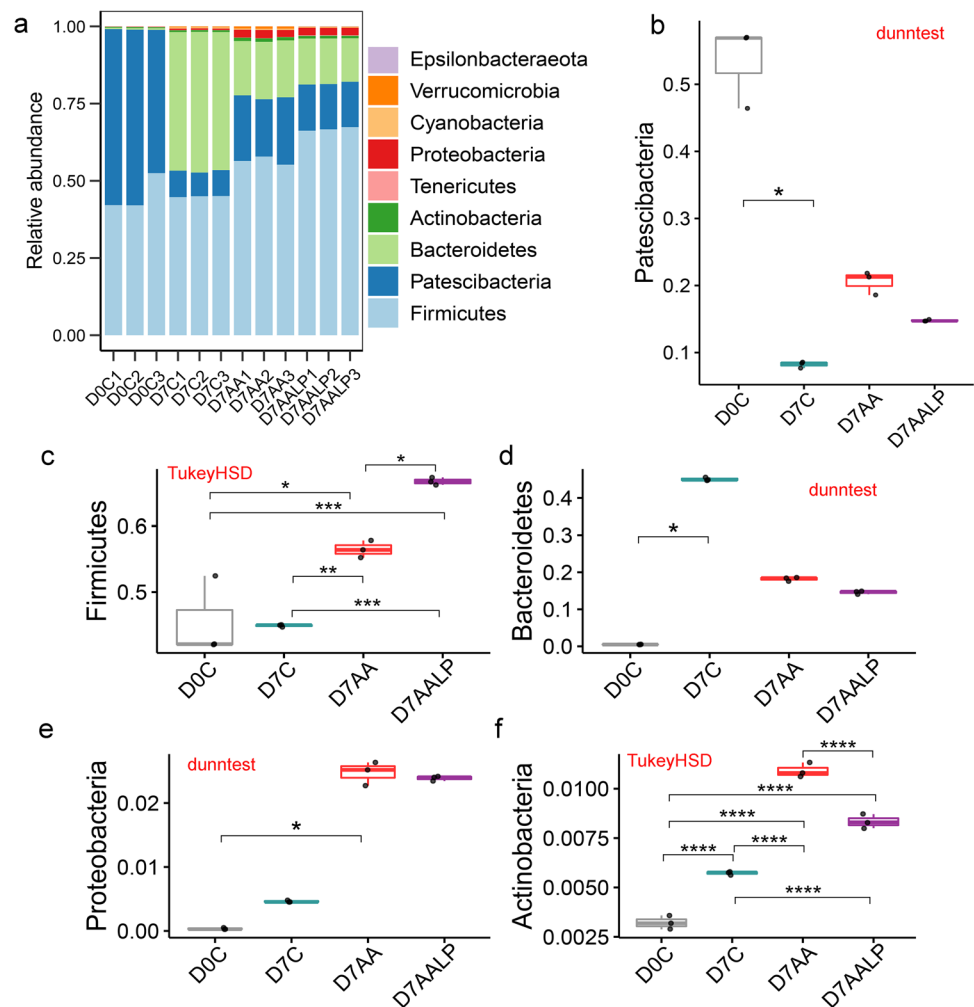 a
Relative abundance
1.00
0.75
0.50
0.25
0.00
D0C1
D0C2
D0C3
D7C1
D7C2
D7C3
D7AA1
D7AA2
D7AA3
D7AALP1
D7AALP2
D7AALP3
Epsilonbacteraeota
Verrucomicrobia
Cyanobacteria
Proteobacteria
Tenericutes
Actinobacteria
Bacteroidetes
Patescibacteria
Firmicutes
b
dunntest
Patescibacteria
0.5
0.3
0.2
0.1
*
D0C
D7C
D7AA
D7AALP
c
TukeyHSD
Firmicutes
0.6
0.5
*
*
***
**
***
D0C
D7C
D7AA
D7AALP
d
dunntest
Bacteroidetes
0.4
0.3
0.2
0.1
0.0
*
D0C
D7C
D7AA
D7AALP
e
dunntest
Proteobacteria
0.02
0.01
0.00
*
D0C
D7C
D7AA
D7AALP
f
TukeyHSD
Actinobacteria
0.0100
0.0075
0.0050
0.0025
****
****
****
****
****
****
D0C
D7C
D7AA
D7AALP